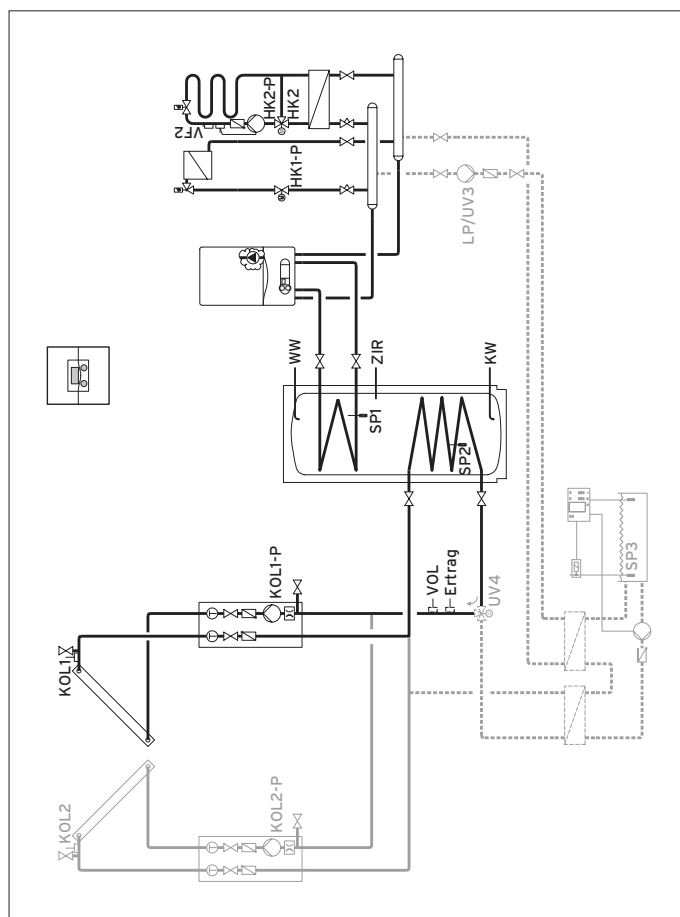 HK2-P
HK2
VF2
HK1-P
LP/UV3
WW
ZIR
KW
SP1
SP2
KOL1-P
VOL
Ertrag
UV4
SP3
KOL1
KOL2
KOL2-P